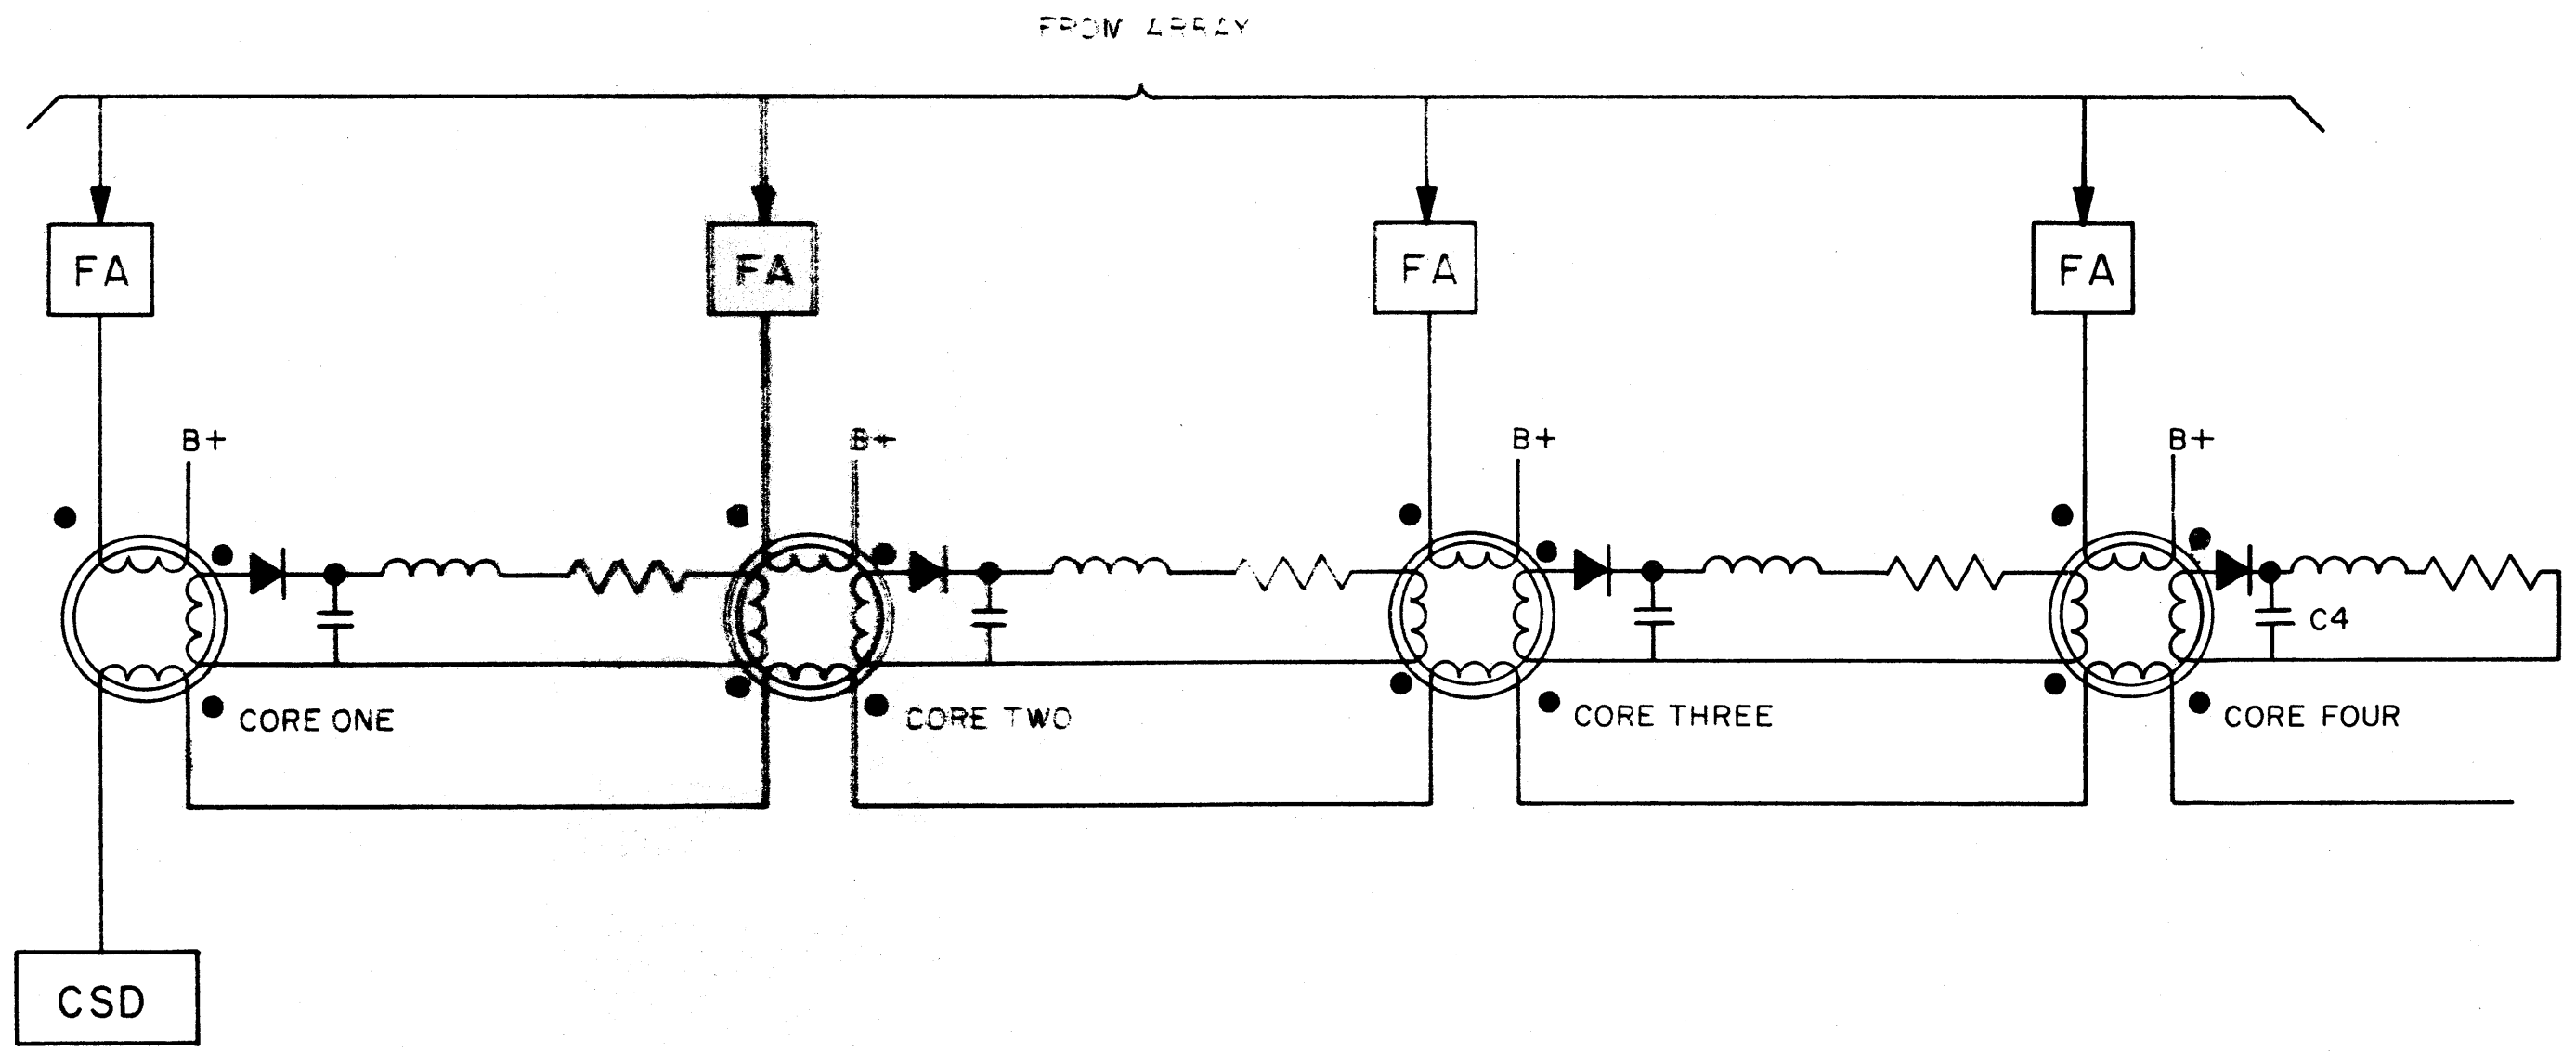 FROM ARRAY
FA
FA
FA
FA
B+
B+
B+
B+
C4
CORE ONE
CORE TWO
CORE THREE
CORE FOUR
CSD